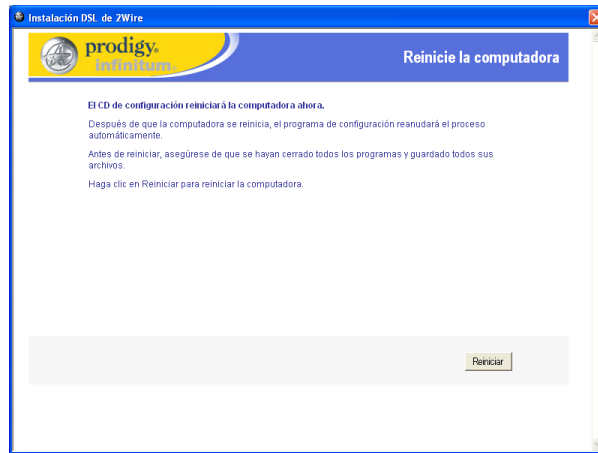 Instalación DSL de 2Wire
prodigy.
infinitum.
Reinicie la computadora
El CD de configuración reiniciará la computadora ahora.
Después de que la computadora se reinicia, el programa de configuración reanudará el proceso
automáticamente.
Antes de reiniciar, asegúrese de que se hayan cerrado todos los programas y guardado todos sus
archivos.
Haga clic en Reiniciar para reiniciar la computadora.
Reiniciar